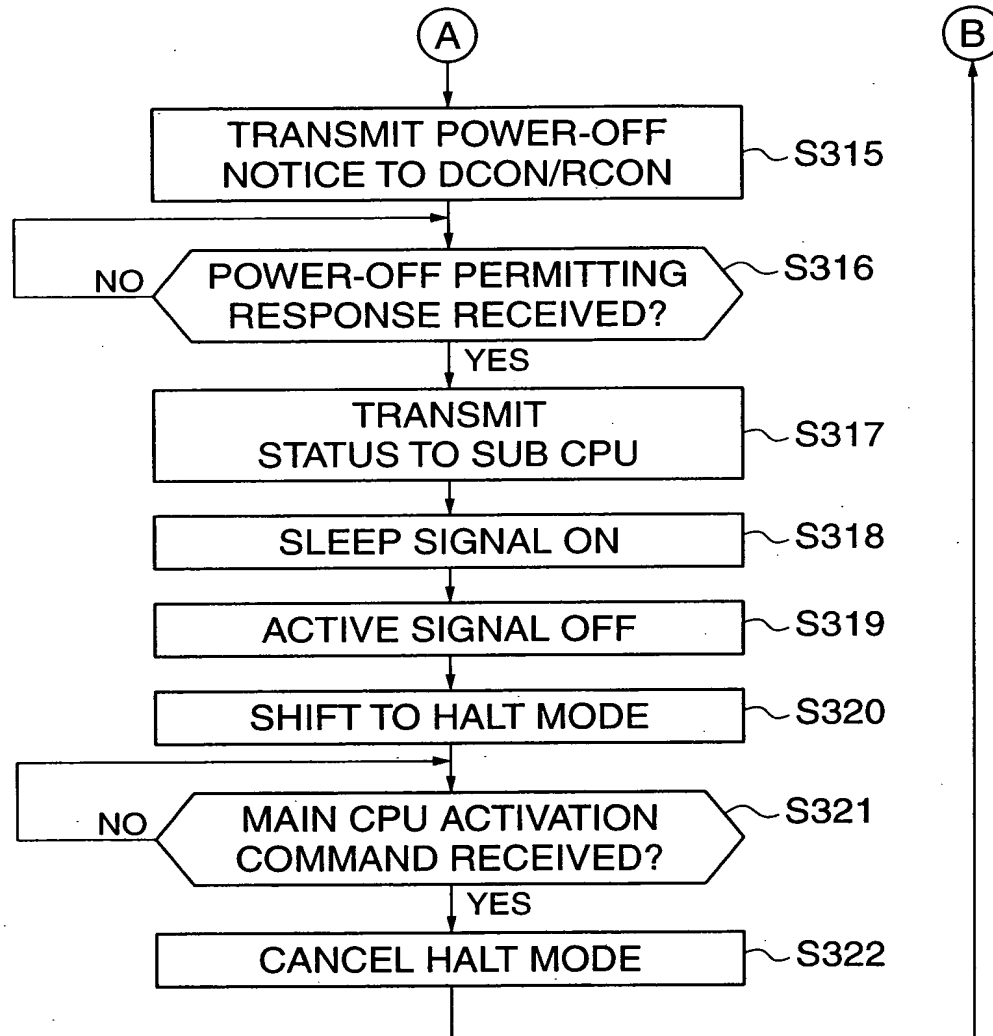 A
B
TRANSMIT POWER-OFF
NOTICE TO DCON/RCON
S315
POWER-OFF PERMITTING
RESPONSE RECEIVED?
S316
NO
YES
TRANSMIT
STATUS TO SUB CPU
S317
SLEEP SIGNAL ON
S318
ACTIVE SIGNAL OFF
S319
SHIFT TO HALT MODE
S320
MAIN CPU ACTIVATION
COMMAND RECEIVED?
S321
NO
YES
CANCEL HALT MODE
S322